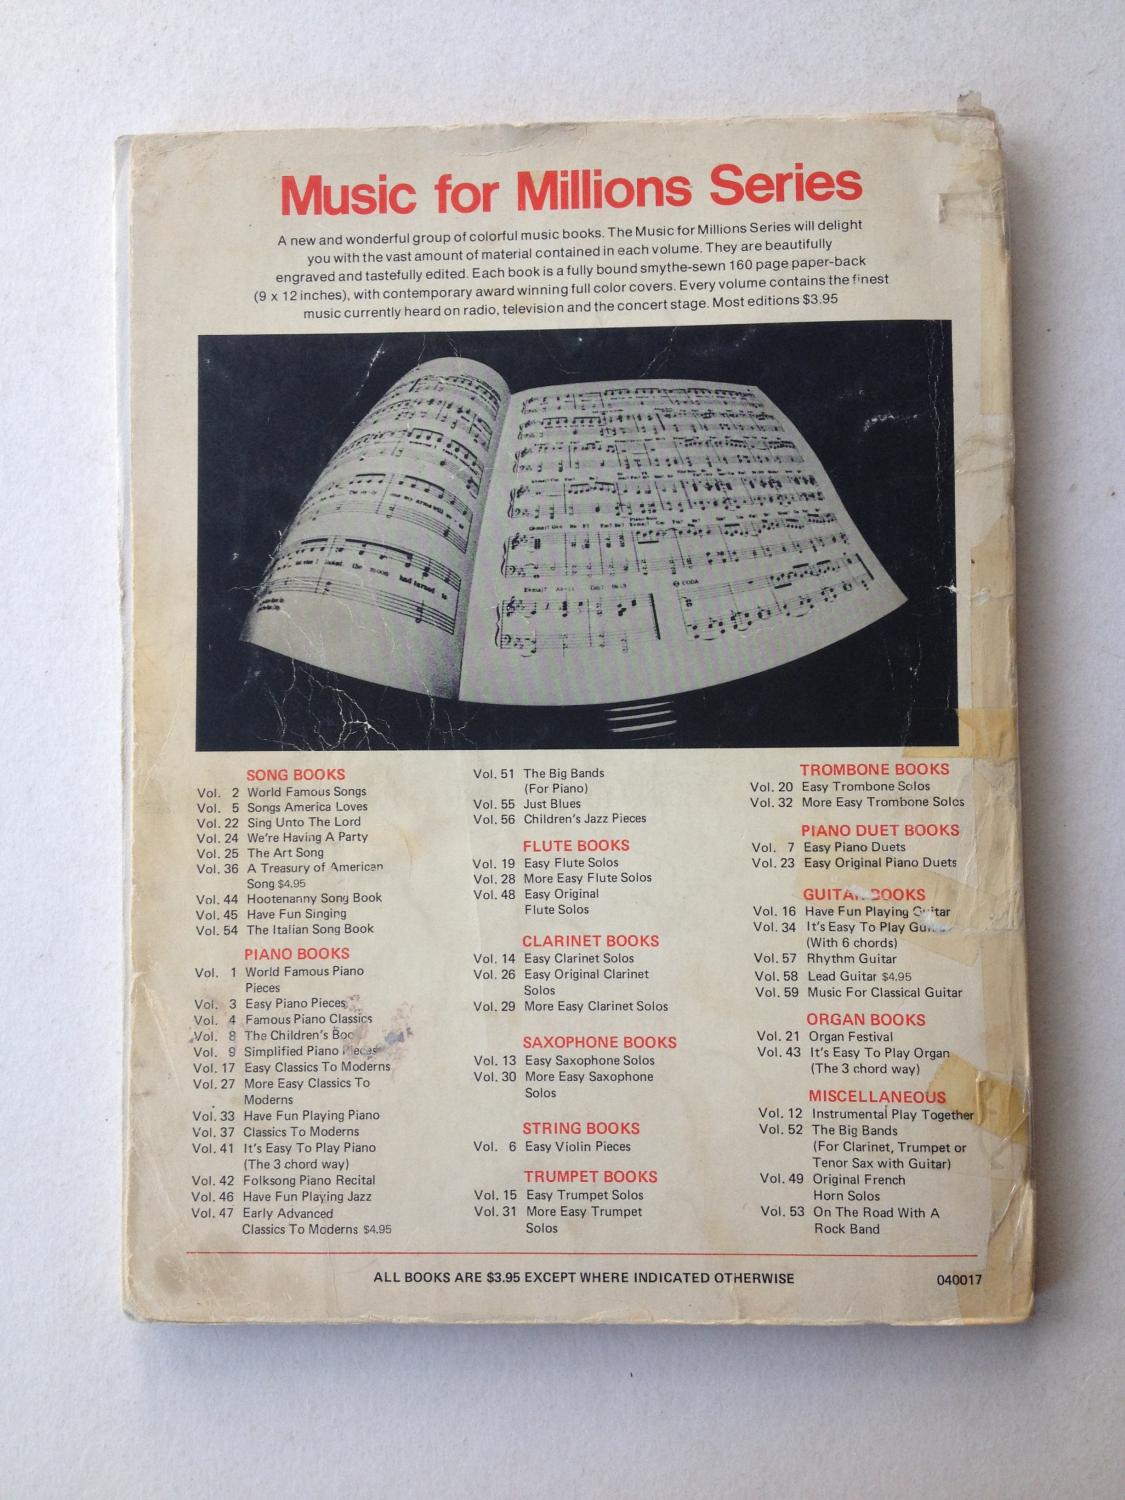 Music for Millions Series
A new and wonderful group of colorful music books. The Music for Millions Series will delight
you with the vast amount of material contained in each volume. They are beautifully
engraved and tastefully edited. Each book is a fully bound smythe-sewn 160 page paper-back
(9 x 12 inches), with contemporary award winning full color covers. Every volume contains the finest
music currently heard on radio, television and the concert stage. Most editions $3.95
had turned to
CODA
SONG BOOKS
Vol. 2 World Famous Songs
Vol. 5 Songs America Loves
Vol. 22 Sing Unto The Lord
Vol. 24 We're Having A Party
Vol. 25 The Art Song
Vol. 36 A Treasury of American
Song $4.95
Vol. 44 Hootenanny Song Book
Vol. 45 Have Fun Singing
Vol. 54 The Italian Song Book
PIANO BOOKS
Vol. 1 World Famous Piano
Pieces
Vol. 3 Easy Piano Pieces
Vol. 4 Famous Piano Classics
Vol. 8 The Children's
Vol. 9 Simplified Piano Pieces
Vol. 17 Easy Classics To Moderns
Vol. 27 More Easy Classics To
Moderns
Vol. 33 Have Fun Playing Piano
Vol. 37 Classics To Moderns
Vol. 41 It's Easy To Play Piano
(The 3 chord way)
Vol. 42 Folksong Piano Recital
Vol. 46 Have Fun Playing Jazz
Vol. 47 Early Advanced
Classics To Moderns $4.95
Vol. 51 The Big Bands
(For Piano)
Vol. 55 Just Blues
Vol. 56 Children's Jazz Pieces
FLUTE BOOKS
Vol. 19 Easy Flute Solos
Vol. 28 More Easy Flute Solos
Vol. 48 Easy Original
Flute Solos
CLARINET BOOKS
Vol. 14 Easy Clarinet Solos
Vol. 26 Easy Original Clarinet
Solos
Vol. 29 More Easy Clarinet Solos
SAXOPHONE BOOKS
Vol. 13 Easy Saxophone Solos
Vol. 30 More Easy Saxophone
Solos
STRING BOOKS
Vol. 6 Easy Violin Pieces
TRUMPET BOOKS
Vol. 15 Easy Trumpet Solos
Vol. 31 More Easy Trumpet
Solos
TROMBONE BOOKS
Vol. 20 Easy Trombone Solos
Vol. 32 More Easy Trombone Solos
PIANO DUET BOOKS
Vol. 7 Easy Piano Duets
Vol. 23 Easy Original Piano Duets
GUITAR BOOKS
Vol. 16 Have Fun Playing Guitar
Vol. 34 It's Easy To Play
(With 6 chords)
Vol. 57 Rhythm Guitar
Vol. 58 Lead Guitar $4.95
Vol. 59 Music For Classical Guitar
ORGAN BOOKS
Vol. 21 Organ Festival
Vol. 43 It's Easy To Play Organ
(The 3 chord way)
MISCELLANEOUS
Vol. 12 Instrumental Play Together
Vol. 52 The Big Bands
(For Clarinet, Trumpet or
Tenor Sax with Guitar)
Vol. 49 Original French
Horn Solos
Vol. 53 On The Road With A
Rock Band
ALL BOOKS ARE $3.95 EXCEPT WHERE INDICATED OTHERWISE
040017